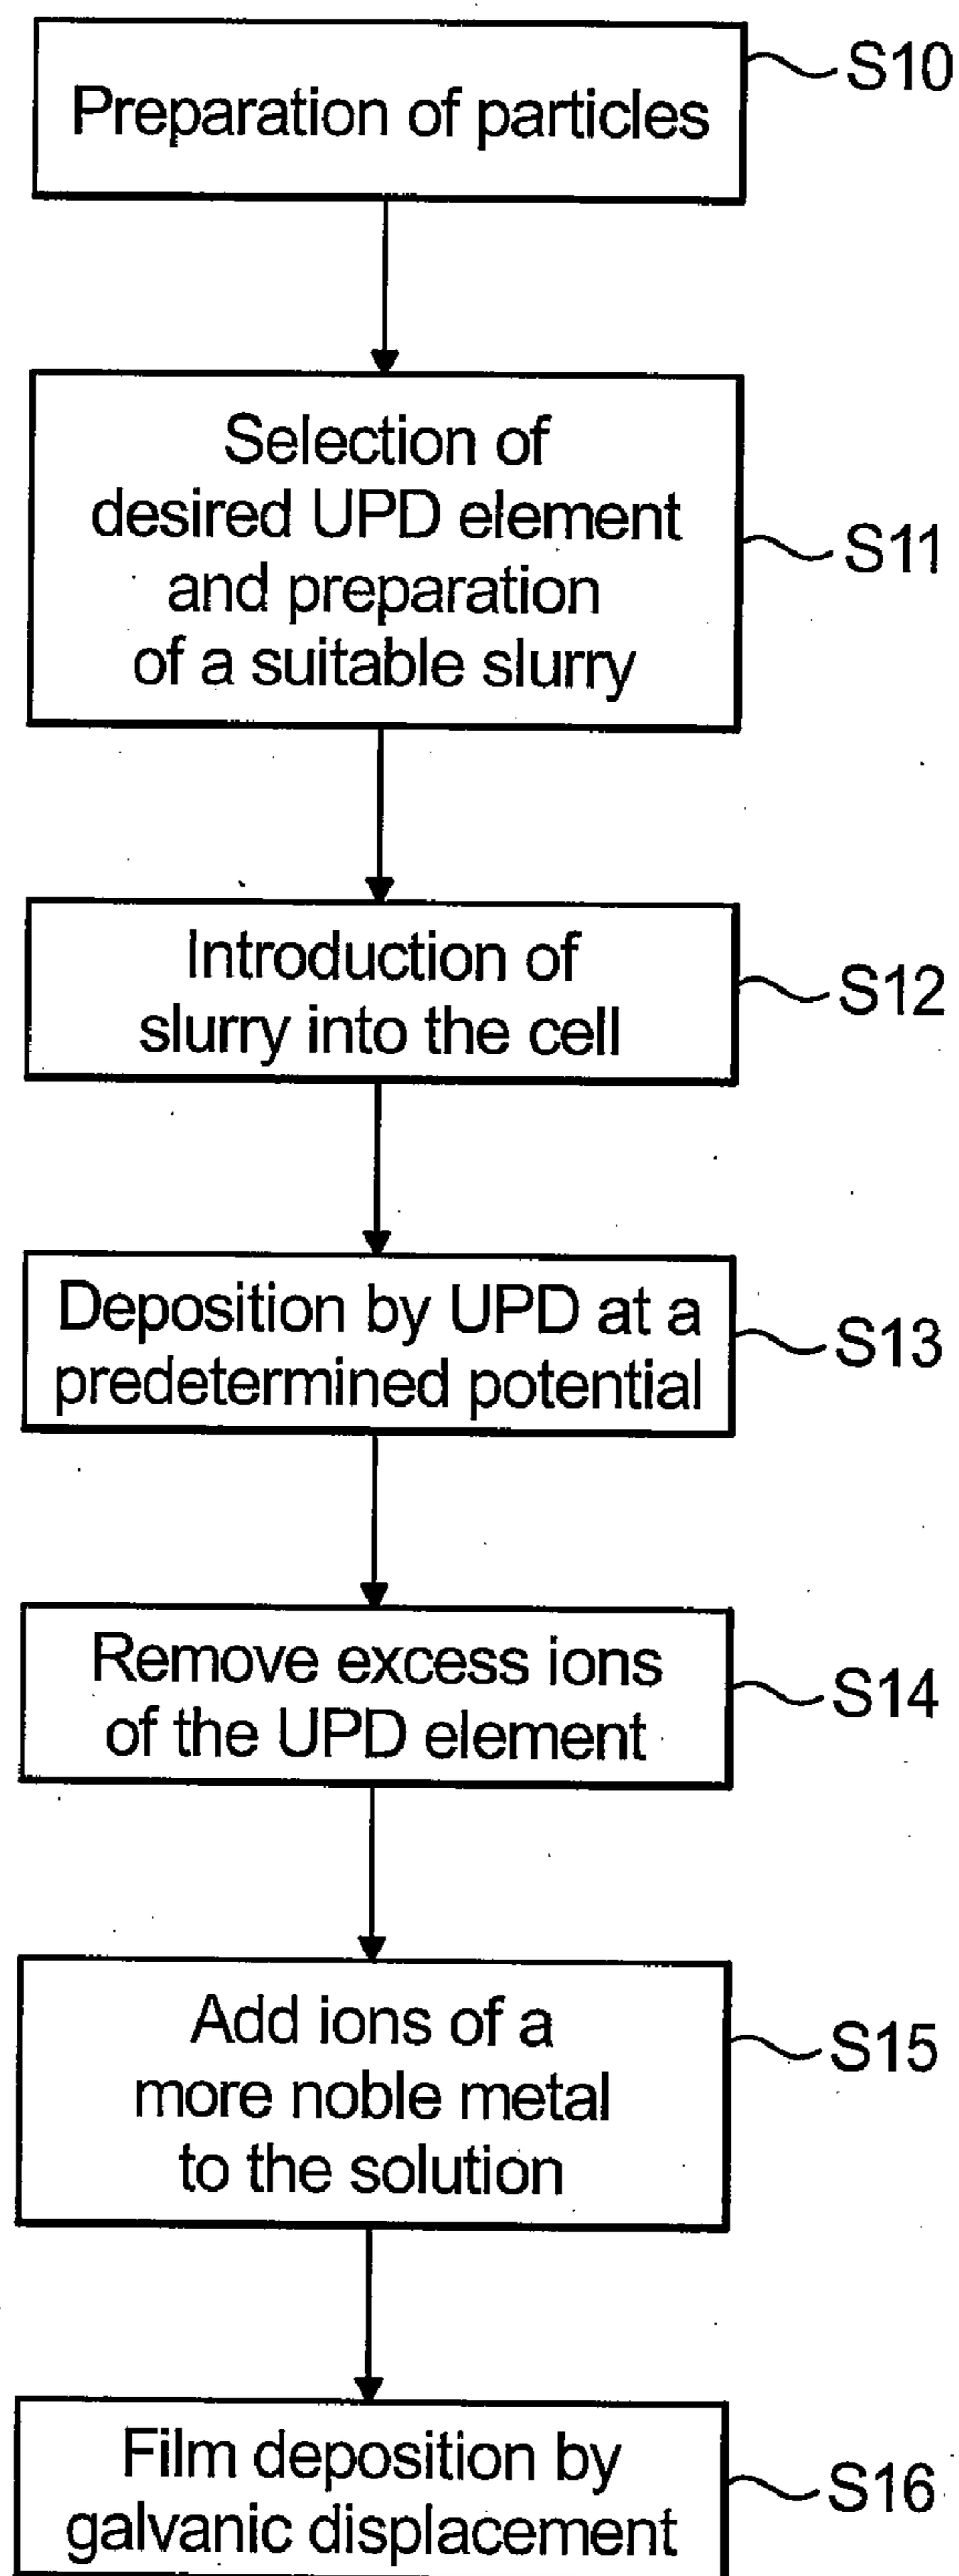 Preparation of particles
S10
Selection of
desired UPD element
and preparation
of a suitable slurry
S11
Introduction of
slurry into the cell
S12
Deposition by UPD at a
predetermined potential
S13
Remove excess ions
of the UPD element
S14
Add ions of a
more noble metal
to the solution
S15
Film deposition by
galvanic displacement
S16